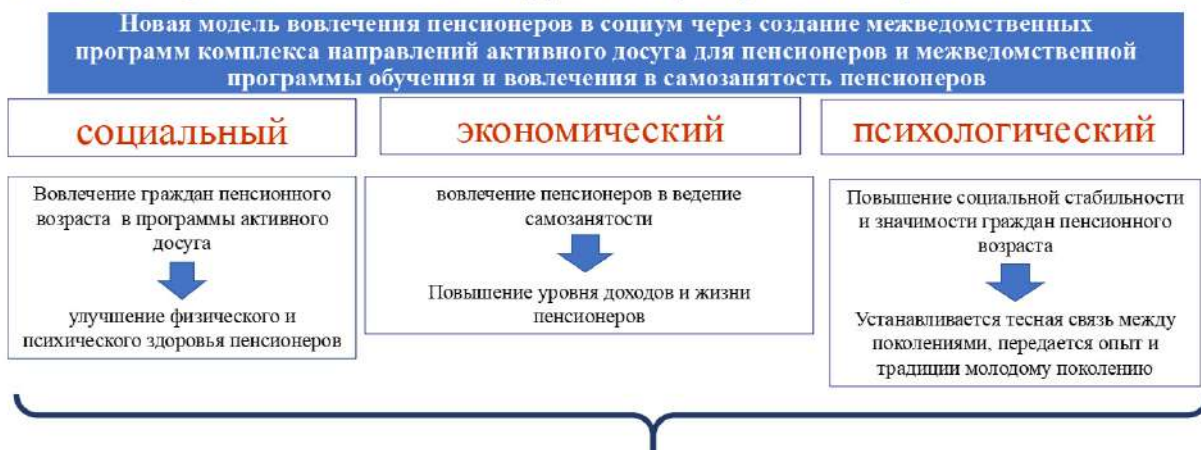 Новая модель вовлечения пенсионеров в социум через создание межведомственных
программ комплекса направлений активного досуга для пенсионеров и межведомственной
программы обучения и вовлечения в самозанятость пенсионеров
социальный
экономический
психологический
Вовлечение граждан пенсионного
возраста в программы активного
досуга
улучшение физического и
психического здоровья пенсионеров
вовлечение пенсионеров в ведение
самозанятости
Повышение уровня доходов и жизни
пенсионеров
Повышение социальной стабильности
и значимости граждан пенсионного
возраста
Устанавливается тесная связь между
поколениями, передается опыт и
традиции молодому поколению